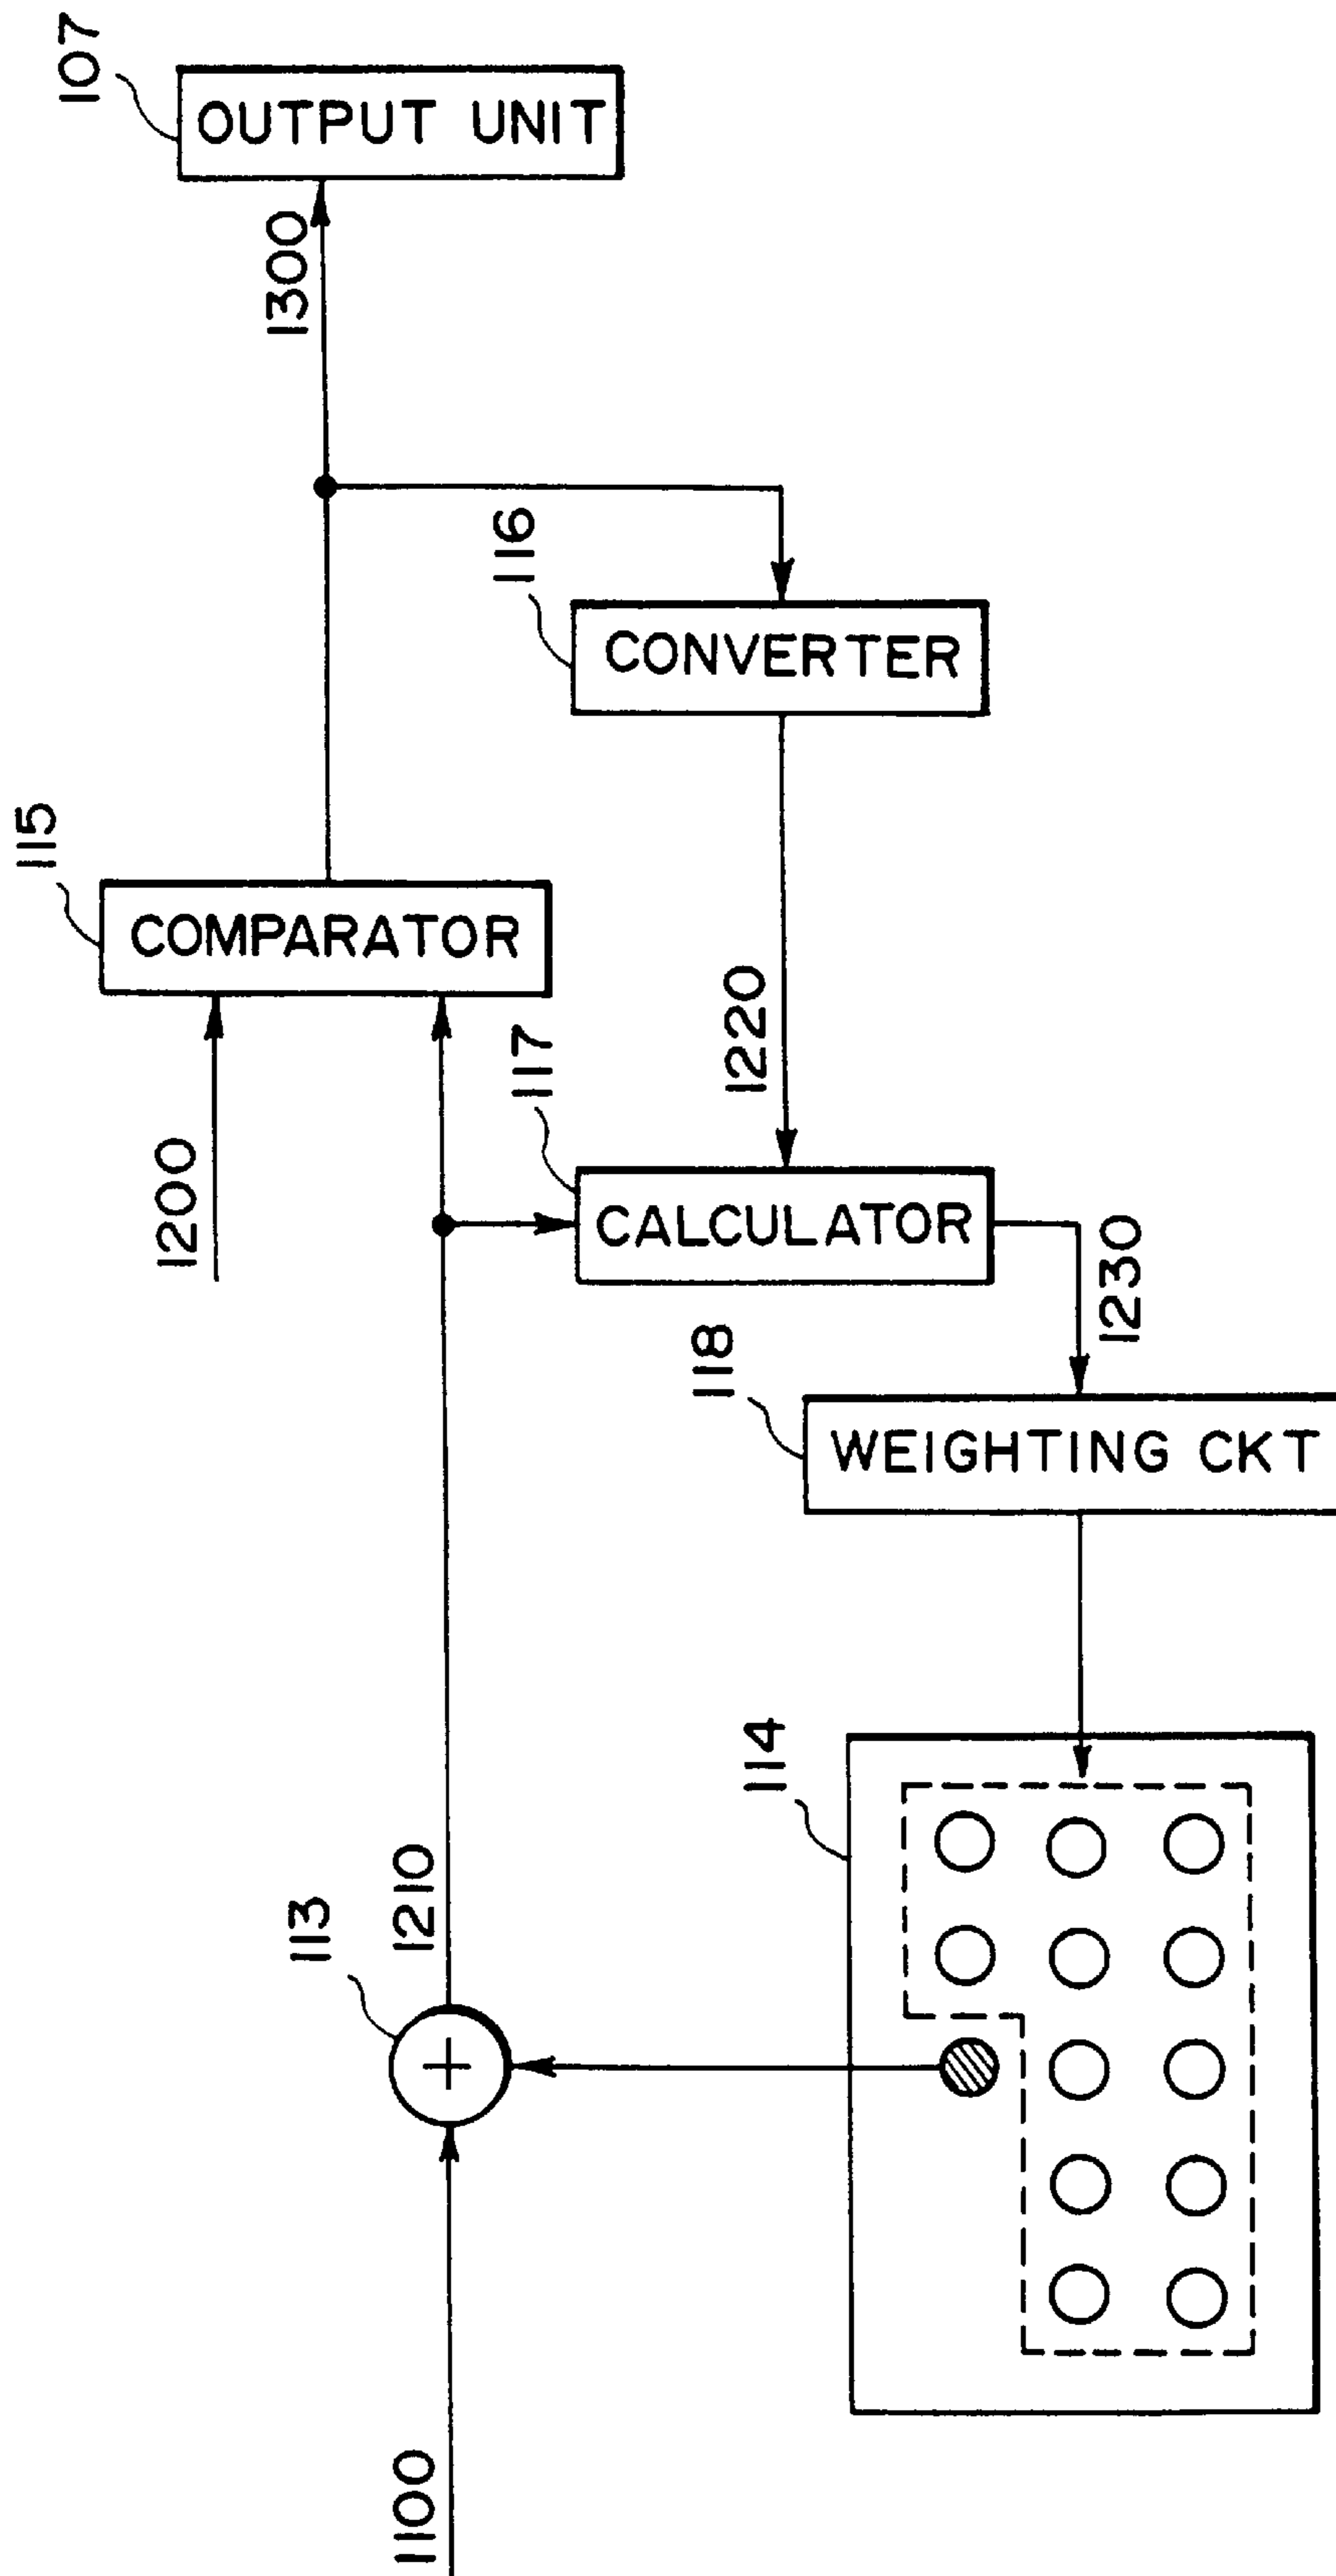 1100
113
+
1210
114
118
WEIGHTING CKT
1230
117
CALCULATOR
1200
115
COMPARATOR
1220
116
CONVERTER
1300
107
OUTPUT UNIT